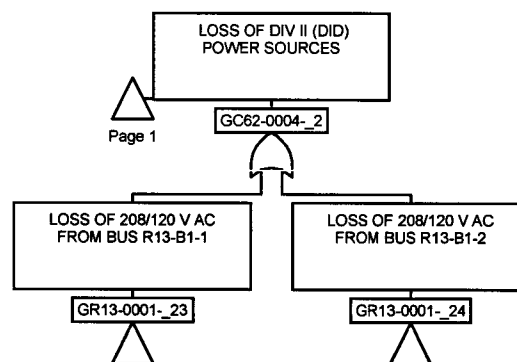 LOSS OF DIV II (DID)
POWER SOURCES
Page 1
GC62-0004-_2
LOSS OF 208/120 V AC
FROM BUS R13-B1-1
LOSS OF 208/120 V AC
FROM BUS R13-B1-2
GR13-0001-_23
GR13-0001-_24